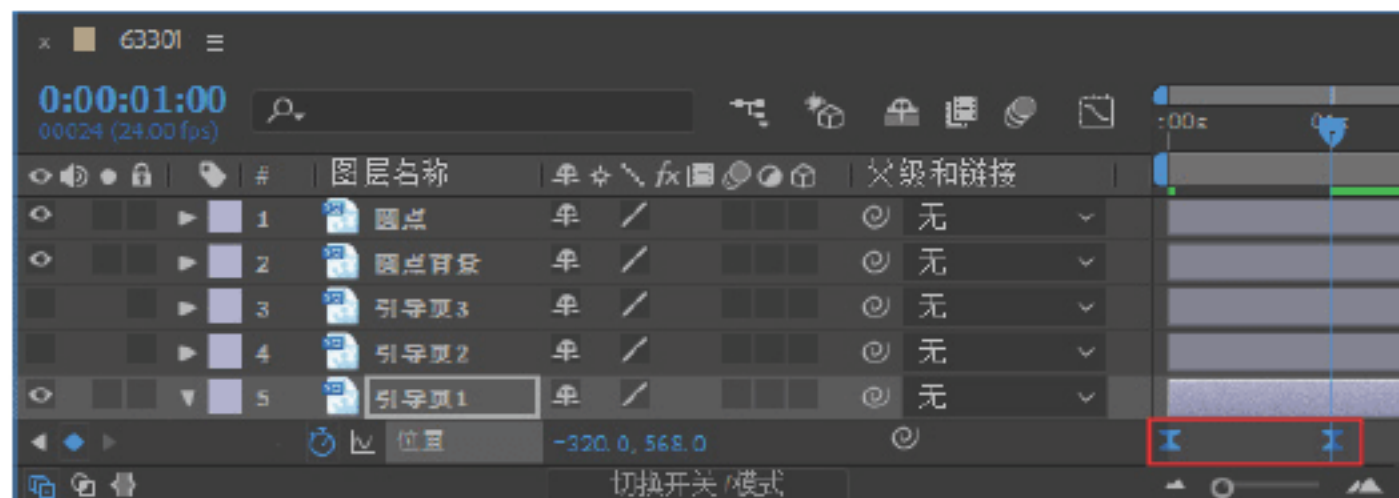 63301
0:00:01:00
00024 (24.00 fps)
:00s
# 图层名称 fx 父级和链接
1 圆点 无
2 圆点背景 无
3 引导页3 无
4 引导页2 无
5 引导页1 无
位置 -320.0, 568.0
切换开关/模式